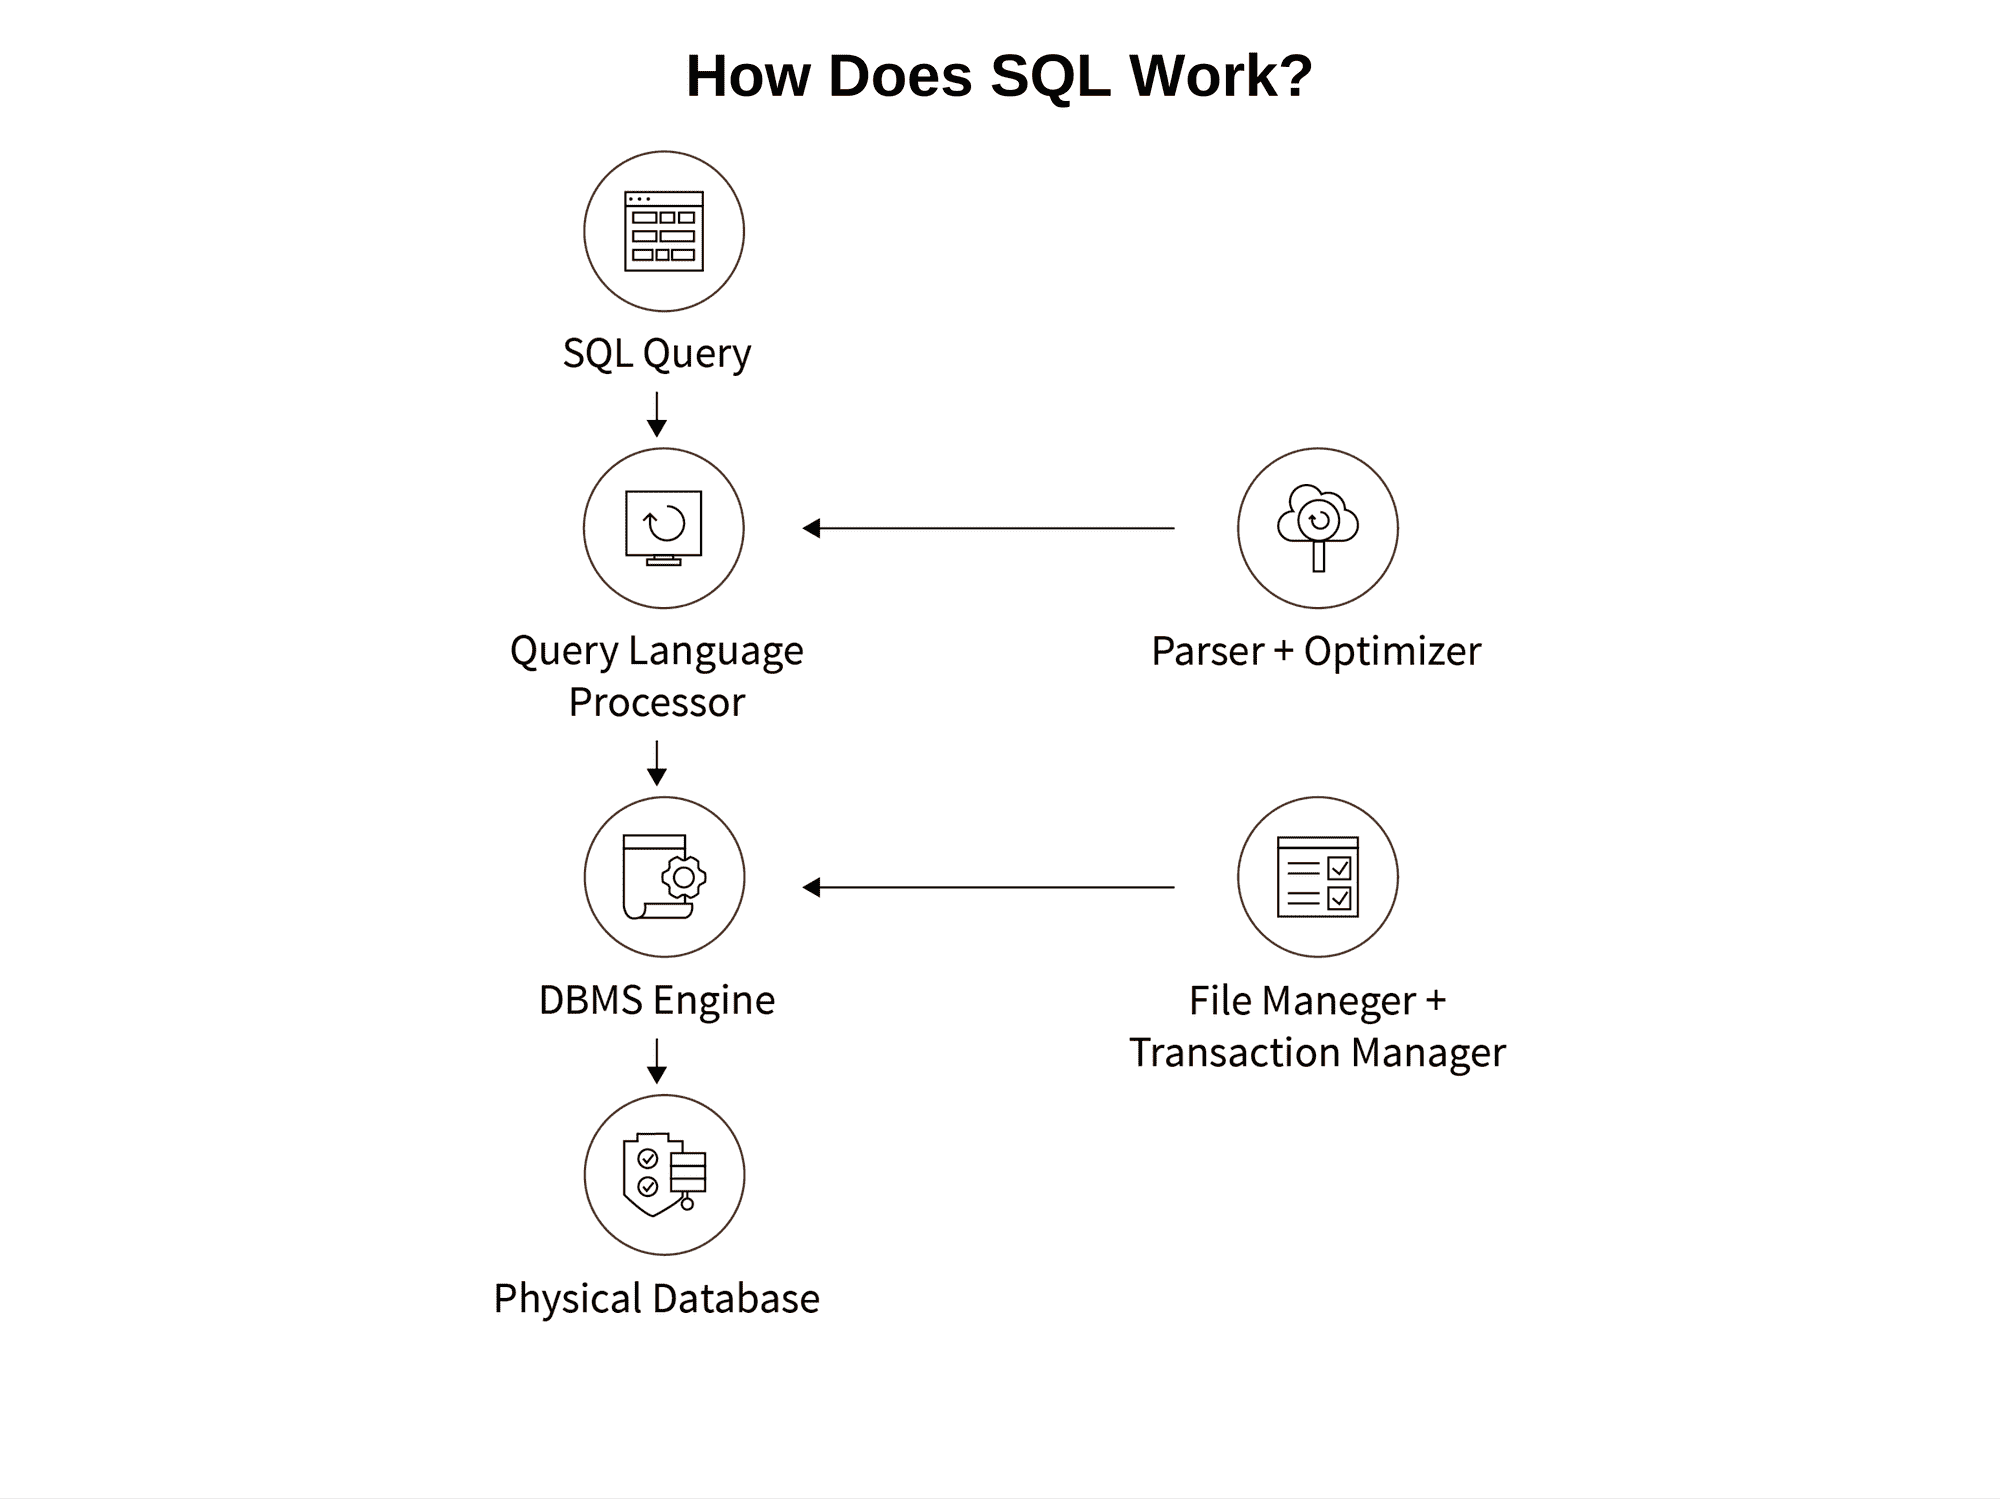 How Does SQL Work?
SQL Query
Query Language
Processor
Parser + Optimizer
DBMS Engine
File Maneger +
Transaction Manager
Physical Database